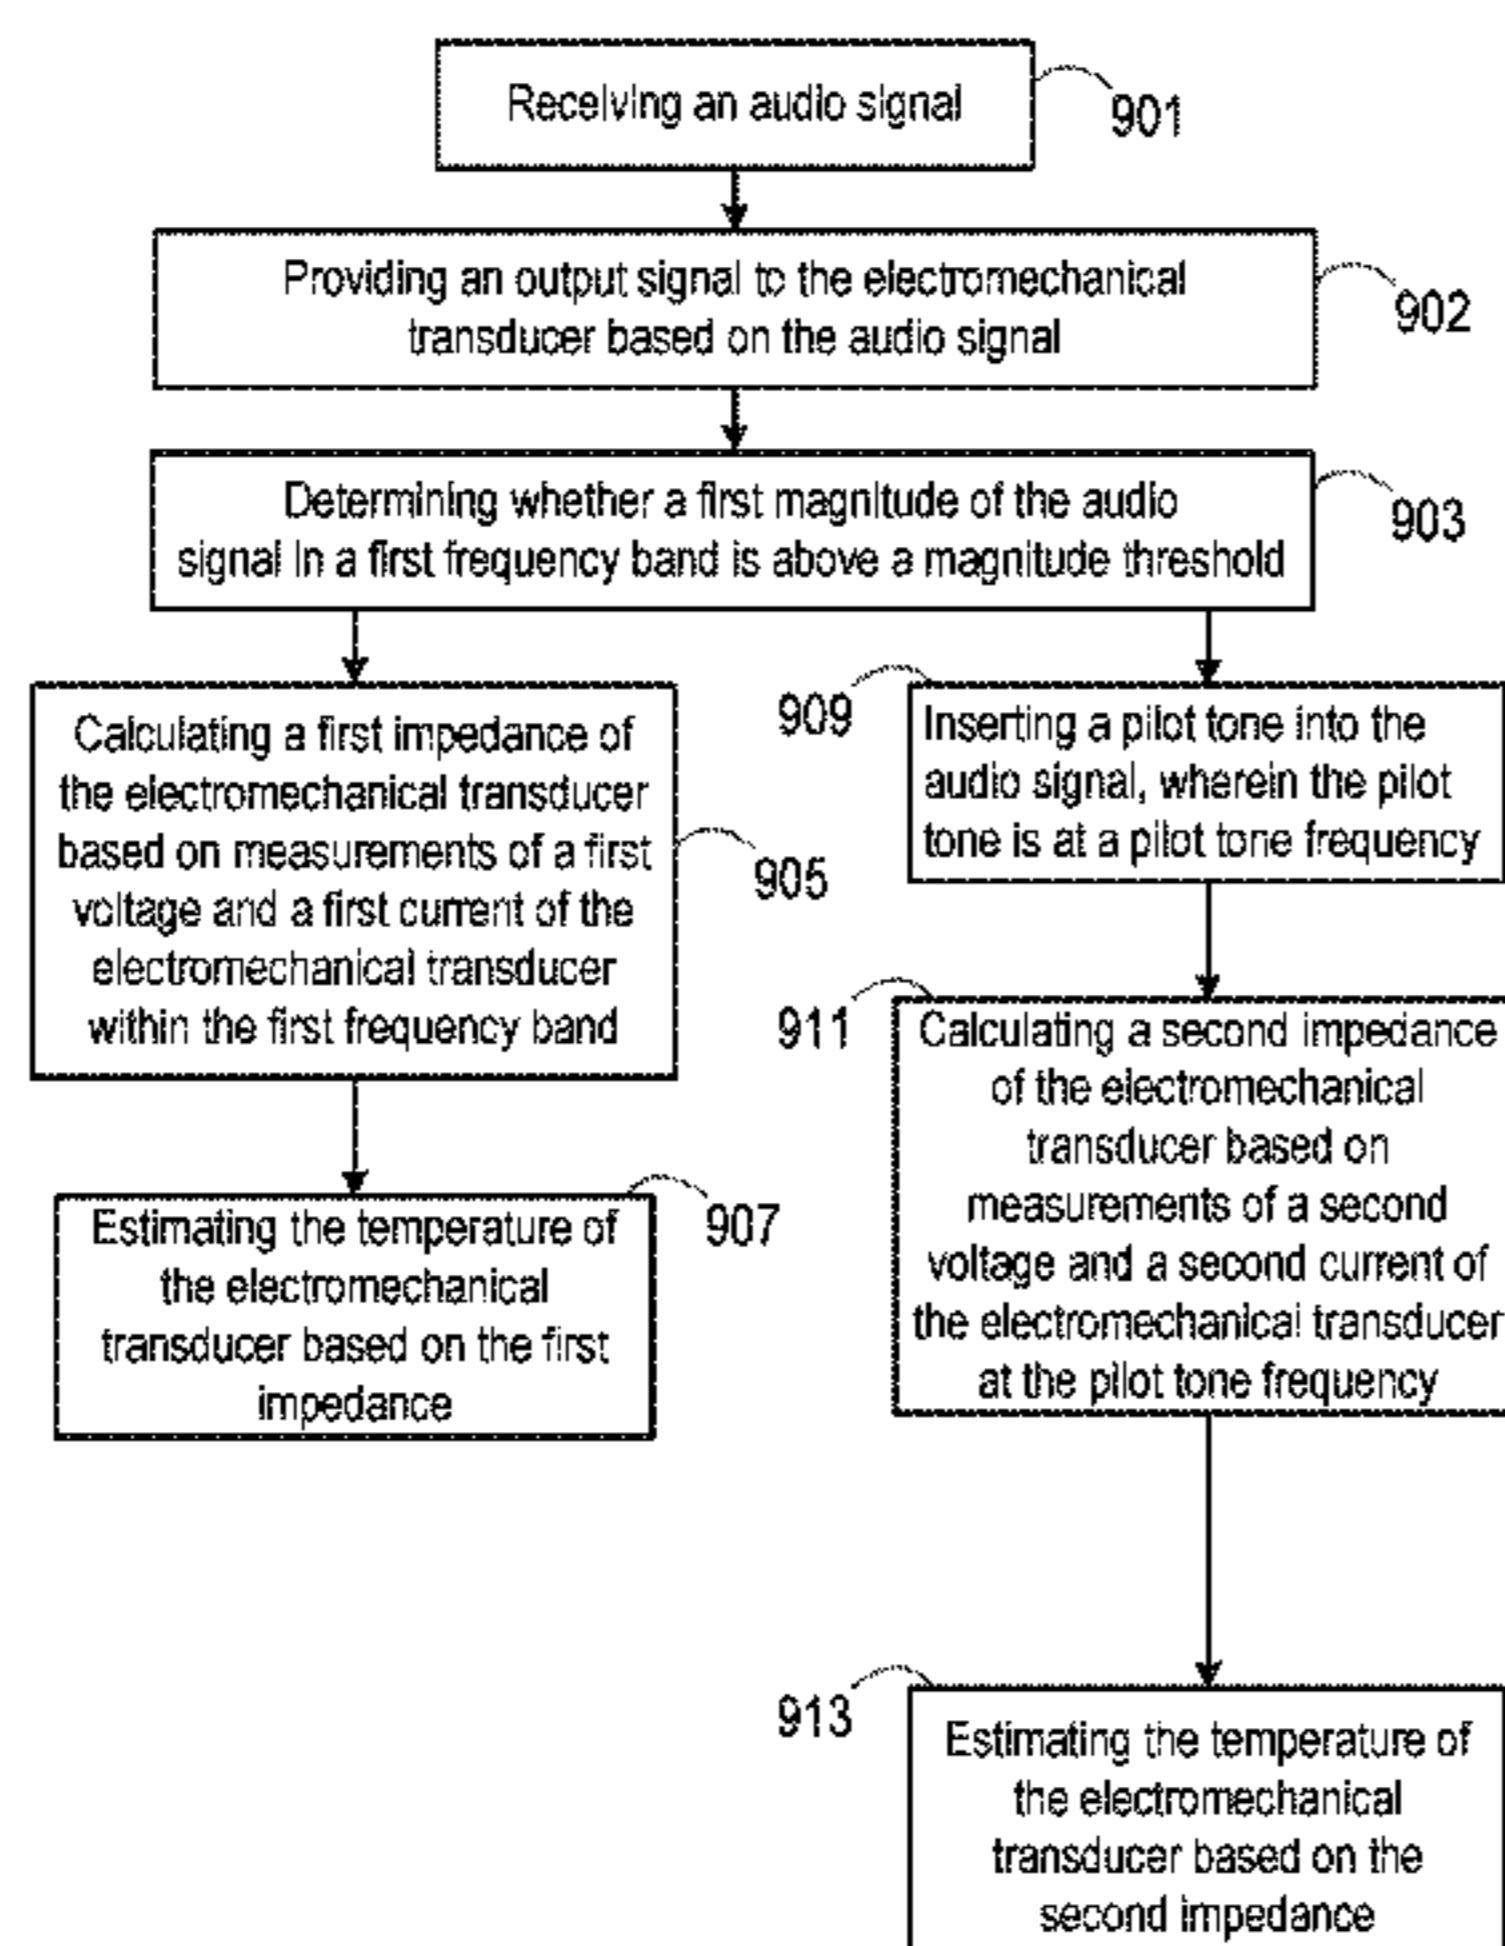 Receiving an audio signal
901
Providing an output signal to the electromechanical
transducer based on the audio signal
902
Determining whether a first magnitude of the audio
signal in a first frequency band is above a magnitude threshold
903
Calculating a first impedance of
the electromechanical transducer
based on measurements of a first
voltage and a first current of the
electromechanical transducer
within the first frequency band
905
Estimating the temperature of
the electromechanical
transducer based on the first
impedance
907
909
Inserting a pilot tone into the
audio signal, wherein the pilot
tone is at a pilot tone frequency
911
Calculating a second impedance
of the electromechanical
transducer based on
measurements of a second
voltage and a second current of
the electromechanical transducer
at the pilot tone frequency
913
Estimating the temperature of
the electromechanical
transducer based on the
second impedance